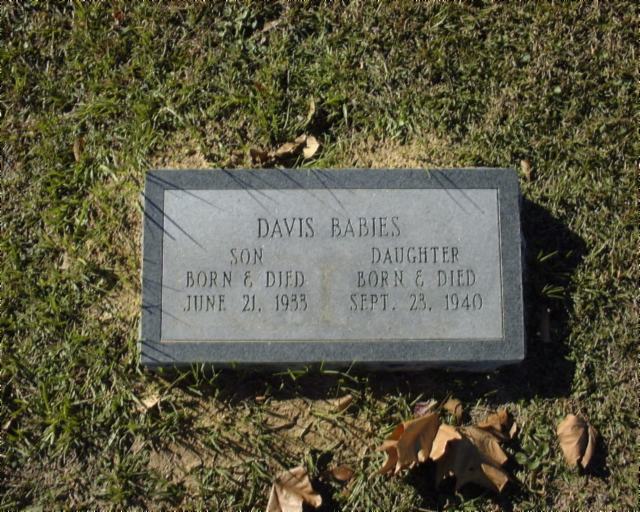 DAVIS BABIES
SON DAUGHTER
BORN & DIED BORN & DIED
JUNE 21, 1933 SEPT. 23, 1940